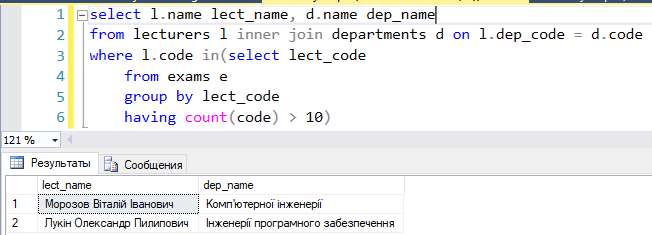 1 select l.name lect_name, d.name dep_name
2 from lecturers l inner join departments d on l.dep_code = d.code
3 where l.code in(select lect_code
4 from exams e
5 group by lect_code
6 having count(code) > 10)
121 %
Результаты Сообщения
lect_name dep_name
1 Морозов Віталій Іванович Комп'ютерної інженерії
2 Лукін Олександр Пилипович Інженерії програмного забезпечення